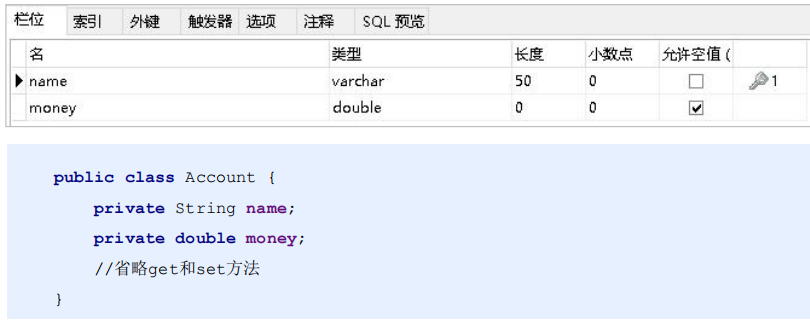 栏位 索引 外键 触发器 选项 注释 SQL 预览
名 类型 长度 小数点 允许空值 (
name varchar 50 0 1
money double 0 0
public class Account {
private String name;
private double money;
//省略get和set方法
}